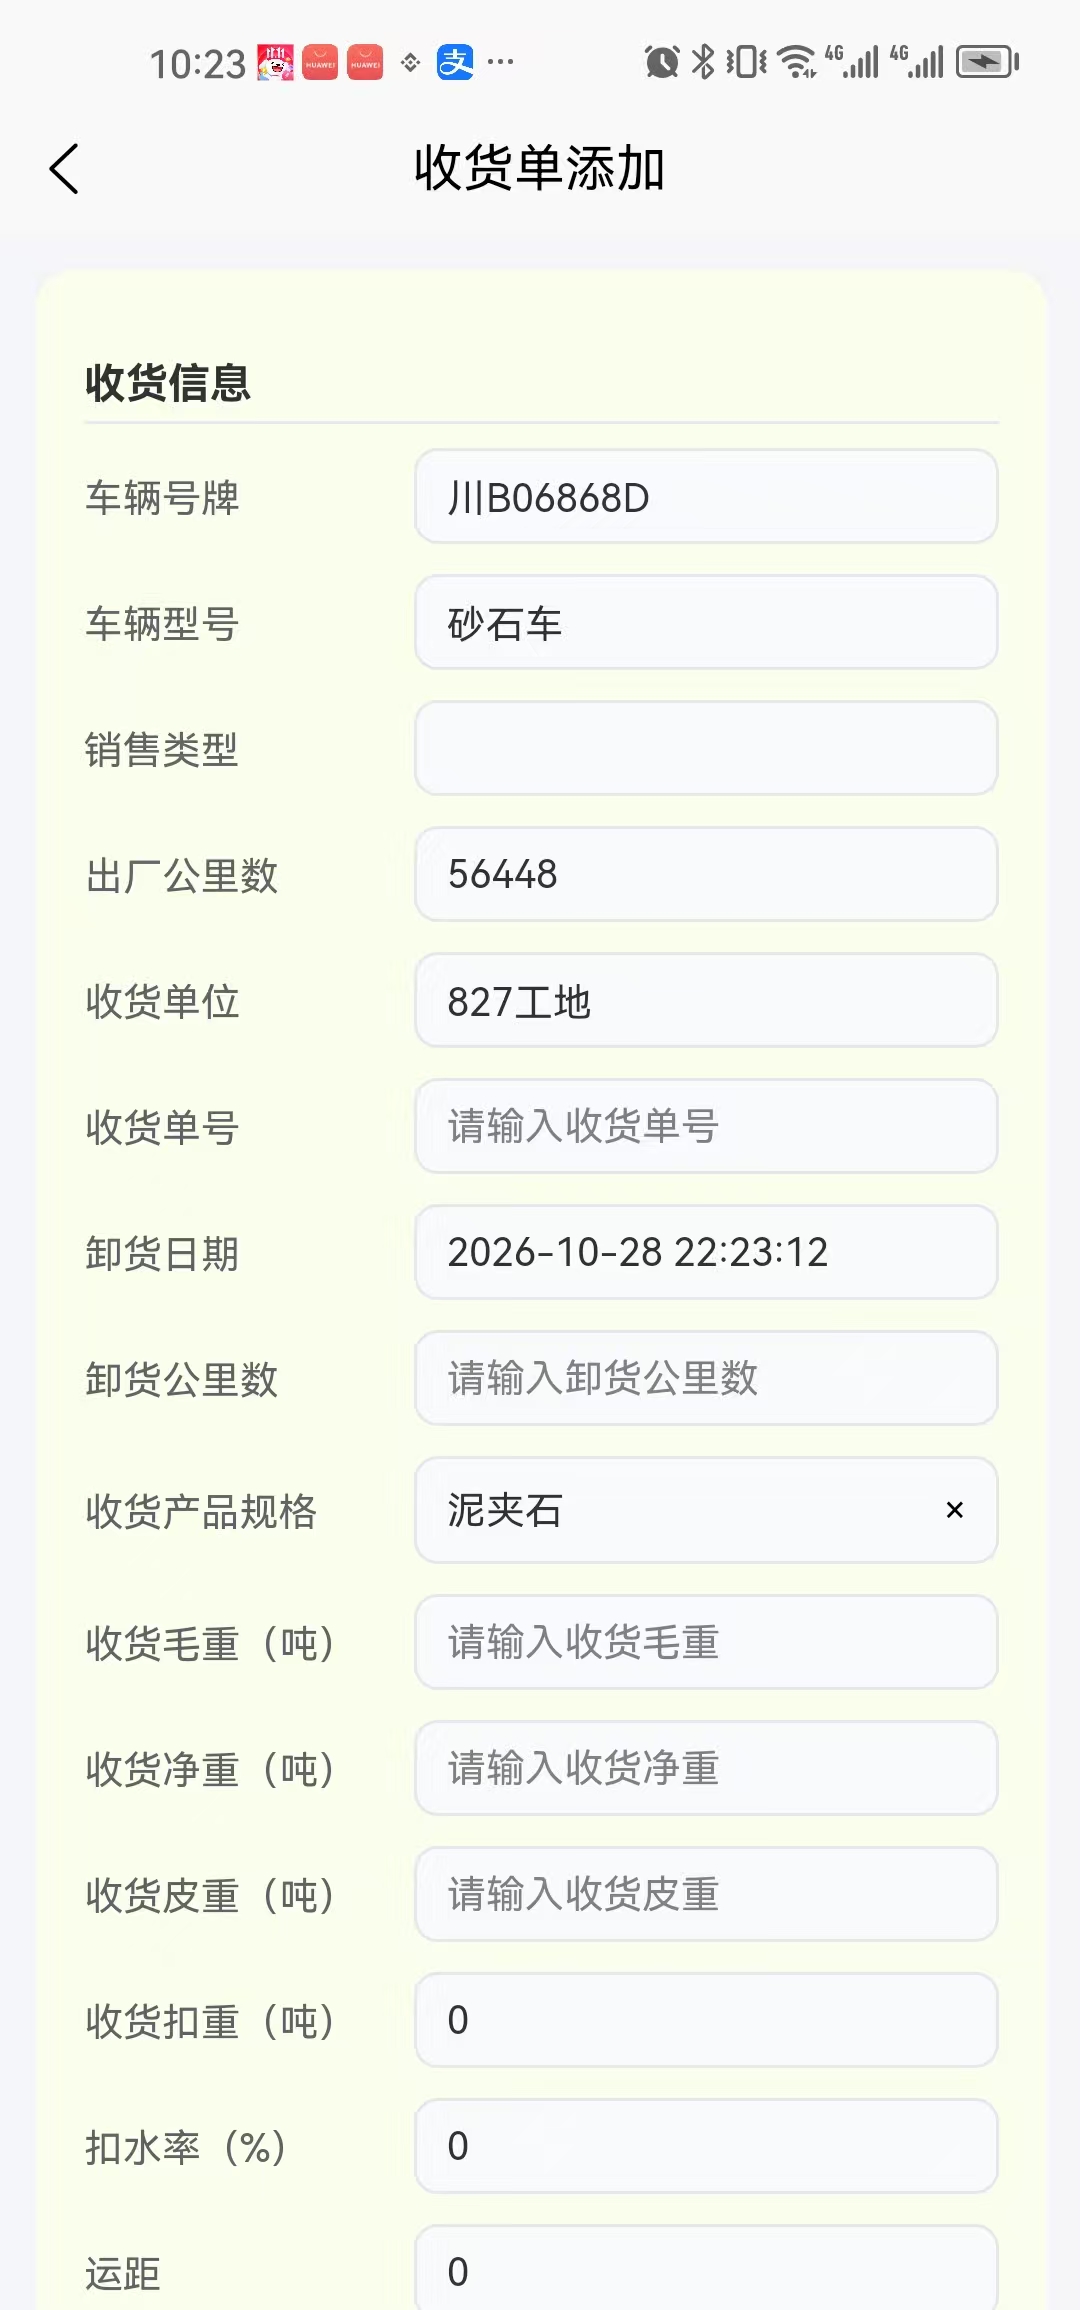 10:23
HUAWEI HUAWEI 支 ... 4G 4G
收货单添加
收货信息
车辆号牌 川B06868D
车辆型号 砂石车
销售类型
出厂公里数 56448
收货单位 827工地
收货单号 请输入收货单号
卸货日期 2026-10-28 22:23:12
卸货公里数 请输入卸货公里数
收货产品规格 泥夹石 ×
收货毛重（吨） 请输入收货毛重
收货净重（吨） 请输入收货净重
收货皮重（吨） 请输入收货皮重
收货扣重（吨） 0
扣水率（%） 0
运距 0